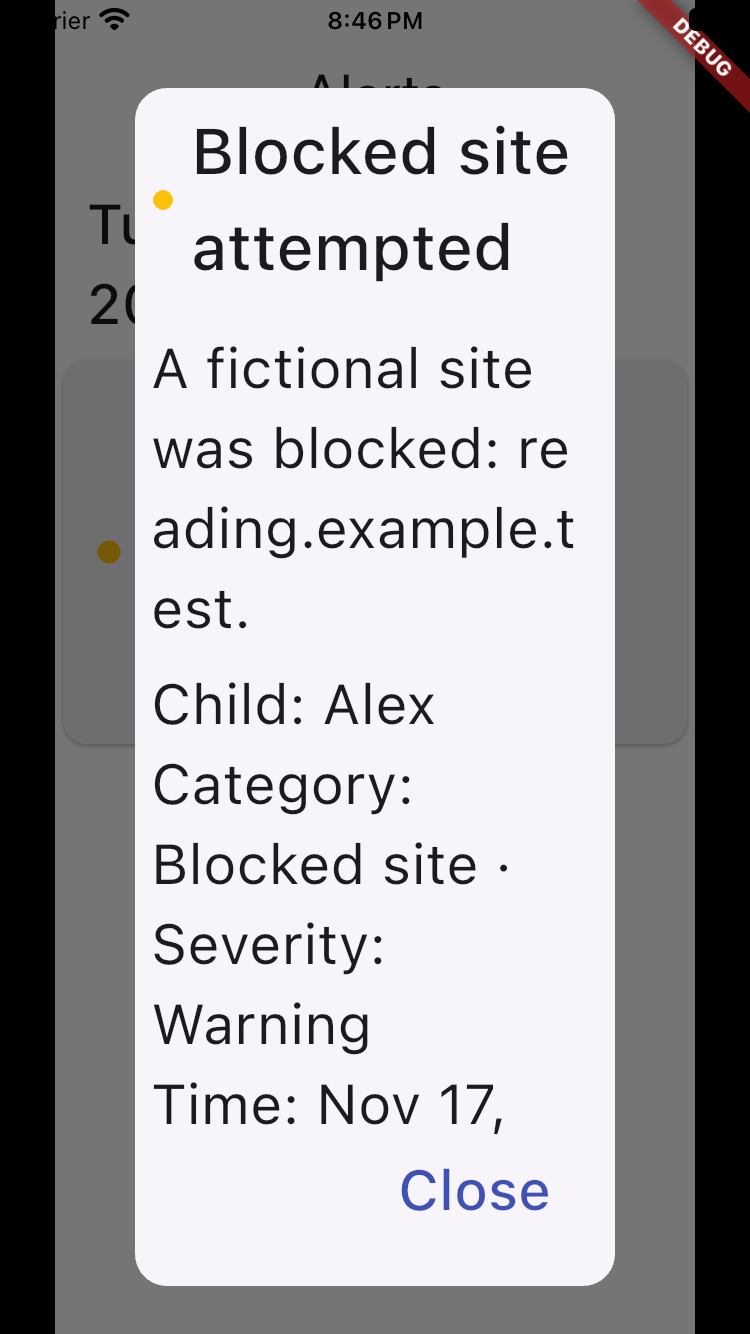 8:46 PM
DEBUG
Blocked site
attempted
A fictional site
was blocked: re
ading.example.t
est.
Child: Alex
Category:
Blocked site ·
Severity:
Warning
Time: Nov 17,
Close